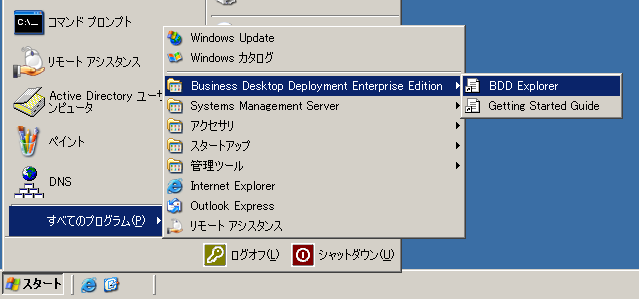 コマンド プロンプト
リモート アシスタンス
Active Directory ユーザ
ンピュータ
ペイント
DNS
すべてのプログラム(P)
Windows Update
Windows カタログ
Business Desktop Deployment Enterprise Edition
Systems Management Server
アクセサリ
スタートアップ
管理ツール
Internet Explorer
Outlook Express
リモート アシスタンス
BDD Explorer
Getting Started Guide
ログオフ(L)
シャットダウン(U)
スタート